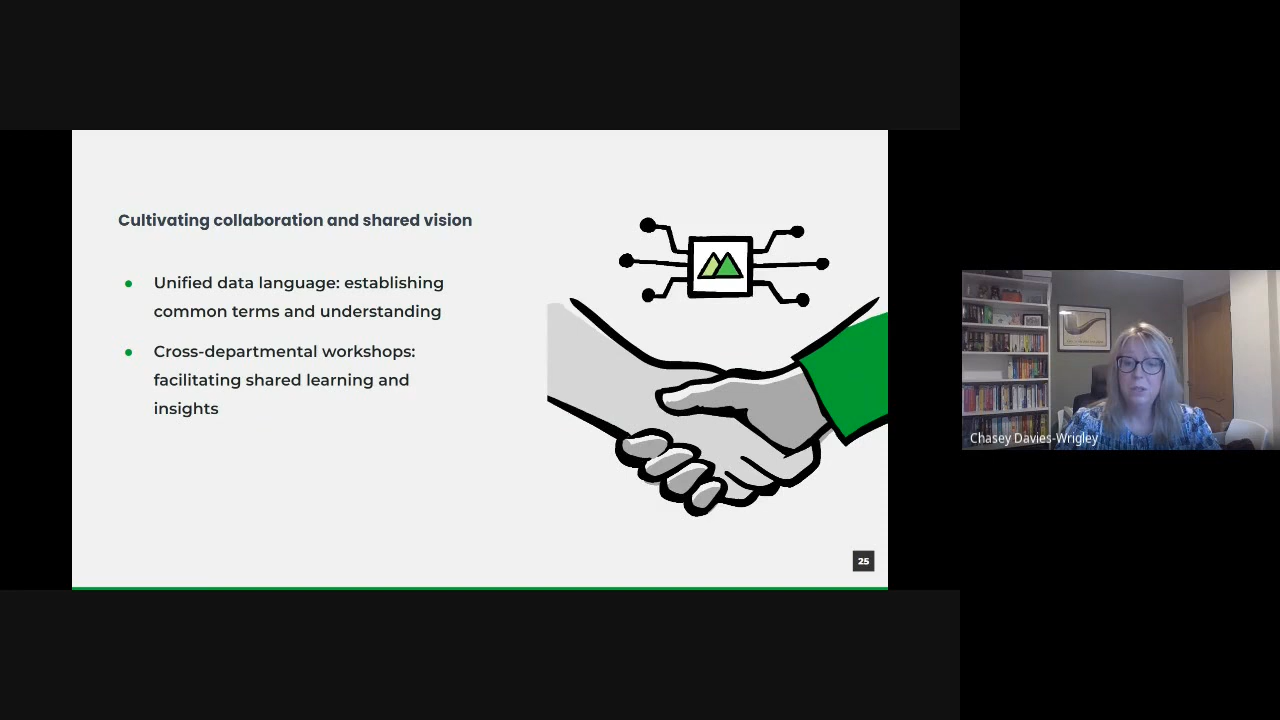 Cultivating collaboration and shared vision
Unified data language: establishing
common terms and understanding
Cross-departmental workshops:
facilitating shared learning and
insights
25
Chasey Davies-Wrigley